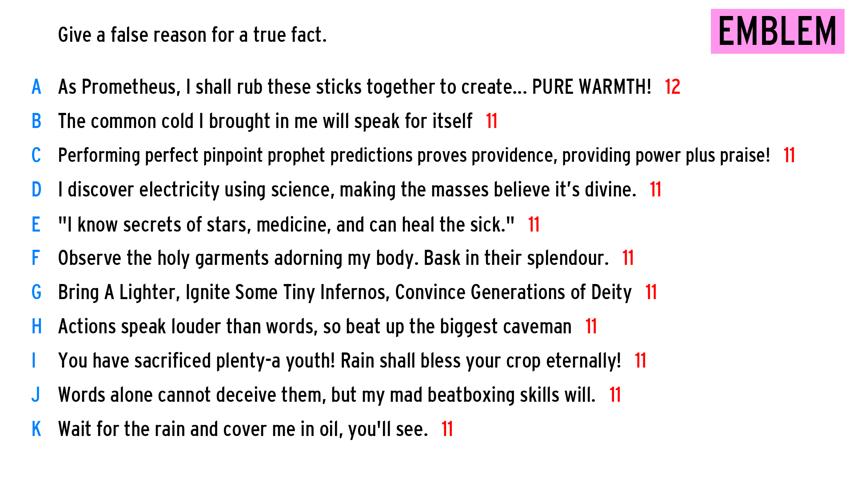 Give a false reason for a true fact.
EMBLEM
A As Prometheus, I shall rub these sticks together to create... PURE WARMTH! 12
B The common cold I brought in me will speak for itself 11
C Performing perfect pinpoint prophet predictions proves providence, providing power plus praise! 11
D I discover electricity using science, making the masses believe it's divine. 11
E "I know secrets of stars, medicine, and can heal the sick." 11
F Observe the holy garments adorning my body. Bask in their splendour. 11
G Bring A Lighter, Ignite Some Tiny Infernos, Convince Generations of Deity 11
H Actions speak louder than words, so beat up the biggest caveman 11
I You have sacrificed plenty-a youth! Rain shall bless your crop eternally! 11
J Words alone cannot deceive them, but my mad beatboxing skills will. 11
K Wait for the rain and cover me in oil, you'll see. 11